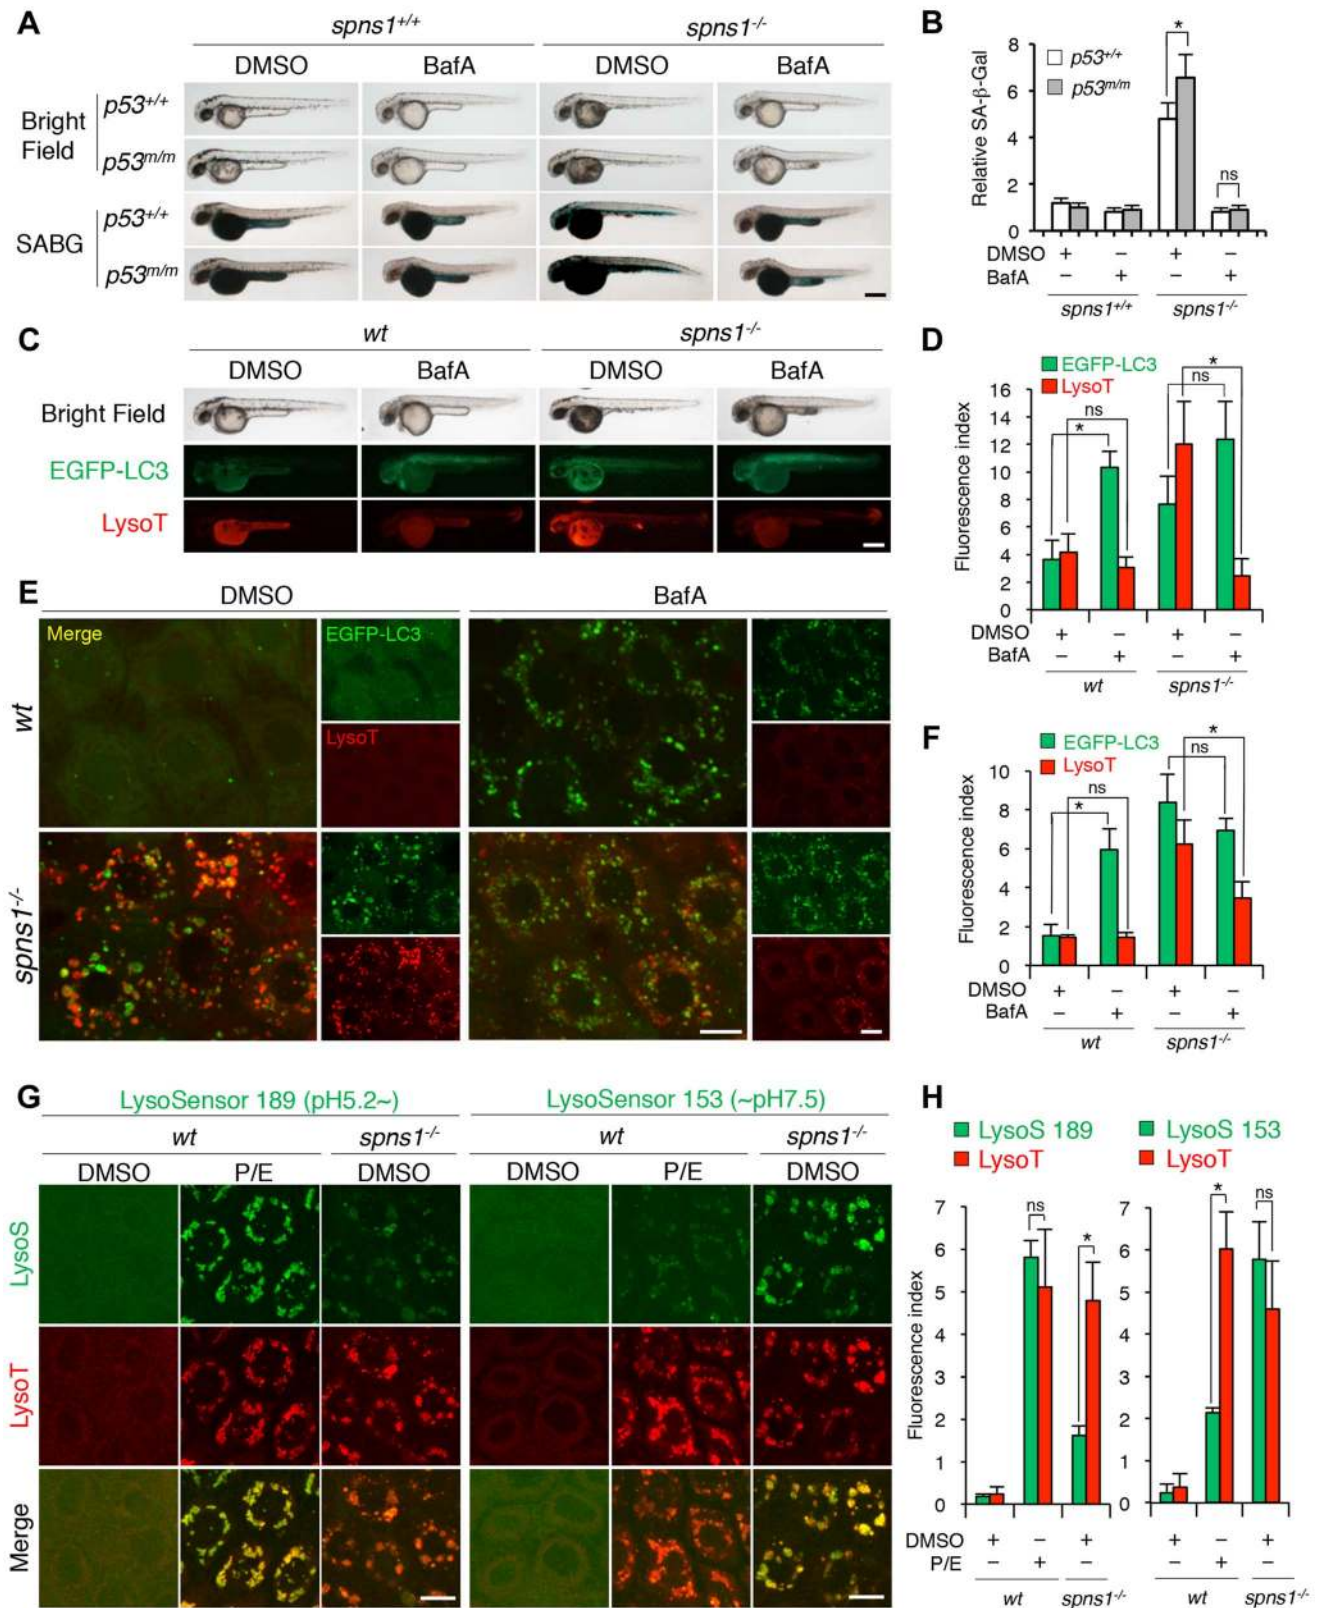 A
spns1+/+
spns1-/-
DMSO
BafA
DMSO
BafA
Bright Field
p53+/+
p53m/m
SABG
p53+/+
p53m/m
B
*
p53+/+
p53m/m
ns
Relative SA-β-Gal
8
6
4
2
0
DMSO + – + –
BafA – + – +
spns1+/+
spns1-/-
C
wt
spns1-/-
DMSO
BafA
DMSO
BafA
Bright Field
EGFP-LC3
LysoT
D
EGFP-LC3
LysoT
*
ns
ns
*
Fluorescence index
16
14
12
10
8
6
4
2
0
DMSO + – + –
BafA – + – +
wt
spns1-/-
E
DMSO
BafA
Merge
EGFP-LC3
LysoT
wt
spns1-/-
F
EGFP-LC3
LysoT
*
ns
ns
*
Fluorescence index
10
8
6
4
2
0
DMSO + – + –
BafA – + – +
wt
spns1-/-
G
LysoSensor 189 (pH5.2~)
LysoSensor 153 (~pH7.5)
wt
spns1-/-
wt
spns1-/-
DMSO
P/E
DMSO
DMSO
P/E
DMSO
LysoS
LysoT
Merge
H
LysoS 189
LysoT
LysoS 153
LysoT
ns
*
*
ns
Fluorescence index
7
6
5
4
3
2
1
0
7
6
5
4
3
2
1
0
DMSO + – + + – +
P/E – + – – + –
wt
spns1-/-
wt
spns1-/-